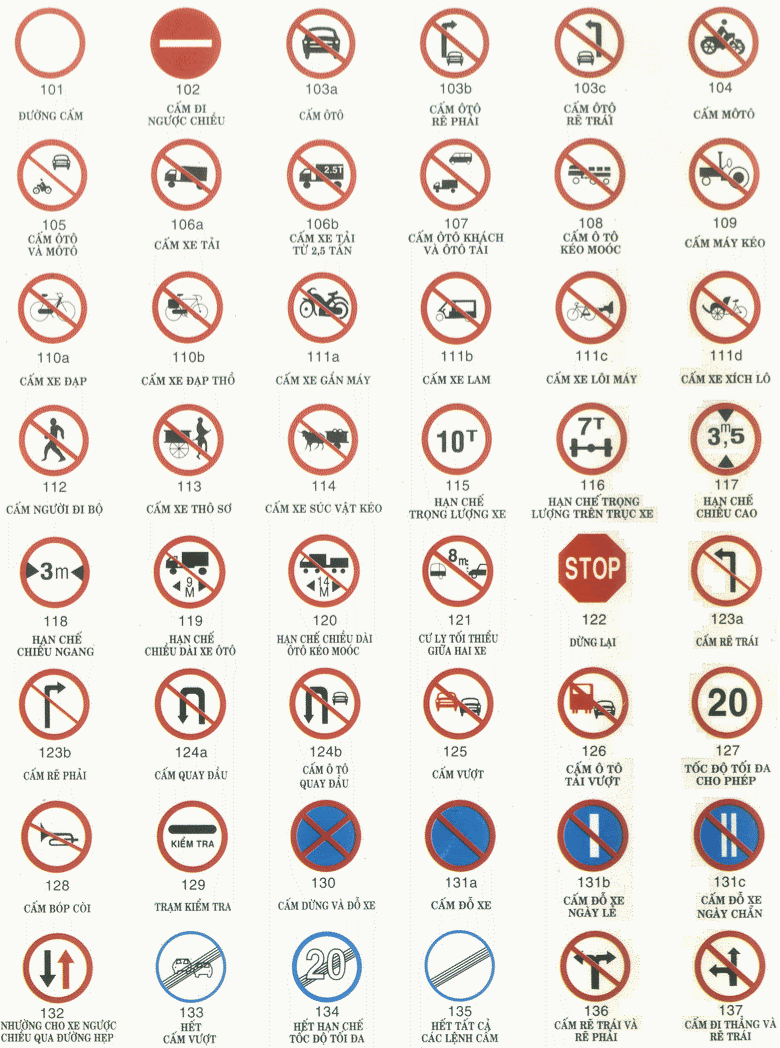 101
ĐƯỜNG CẤM
102
CẤM ĐI
NGƯỢC CHIỀU
103a
CẤM ÔTÔ
103b
CẤM ÔTÔ
RẼ PHẢI
103c
CẤM ÔTÔ
RẼ TRÁI
104
CẤM MÔTÔ
105
CẤM ÔTÔ
VÀ MÔTÔ
106a
CẤM XE TẢI
2.5T
106b
CẤM XE TẢI
TỪ 2,5 TẤN
107
CẤM ÔTÔ KHÁCH
VÀ ÔTÔ TẢI
108
CẤM Ô TÔ
KÉO MOÓC
109
CẤM MÁY KÉO
110a
CẤM XE ĐẠP
110b
CẤM XE ĐẠP THỒ
111a
CẤM XE GẮN MÁY
111b
CẤM XE LAM
111c
CẤM XE LÔI MÁY
111d
CẤM XE XÍCH LÔ
112
CẤM NGƯỜI ĐI BỘ
113
CẤM XE THÔ SƠ
114
CẤM XE SÚC VẬT KÉO
10T
115
HẠN CHẾ
TRỌNG LƯỢNG XE
7T
116
HẠN CHẾ TRỌNG
LƯỢNG TRÊN TRỤC XE
3,5m
117
HẠN CHẾ
CHIỀU CAO
3m
118
HẠN CHẾ
CHIỀU NGANG
9
M
119
HẠN CHẾ
CHIỀU DÀI XE ÔTÔ
14
M
120
HẠN CHẾ CHIỀU DÀI
ÔTÔ KÉO MOÓC
8m
121
CỰ LY TỐI THIỂU
GIỮA HAI XE
STOP
122
DỪNG LẠI
123a
CẤM RẼ TRÁI
123b
CẤM RẼ PHẢI
124a
CẤM QUAY ĐẦU
124b
CẤM Ô TÔ
QUAY ĐẦU
125
CẤM VƯỢT
126
CẤM Ô TÔ
TẢI VƯỢT
20
127
TỐC ĐỘ TỐI ĐA
CHO PHÉP
128
CẤM BÓP CÒI
KIỂM TRA
129
TRẠM KIỂM TRA
130
CẤM DỪNG VÀ ĐỖ XE
131a
CẤM ĐỖ XE
131b
CẤM ĐỖ XE
NGÀY LẺ
131c
CẤM ĐỖ XE
NGÀY CHẴN
132
NHƯỜNG CHO XE NGƯỢC
CHIỀU QUA ĐƯỜNG HẸP
133
HẾT
CẤM VƯỢT
20
134
HẾT HẠN CHẾ
TỐC ĐỘ TỐI ĐA
135
HẾT TẤT CẢ
CÁC LỆNH CẤM
136
CẤM RẼ TRÁI VÀ
RẼ PHẢI
137
CẤM ĐI THẲNG VÀ
RẼ TRÁI